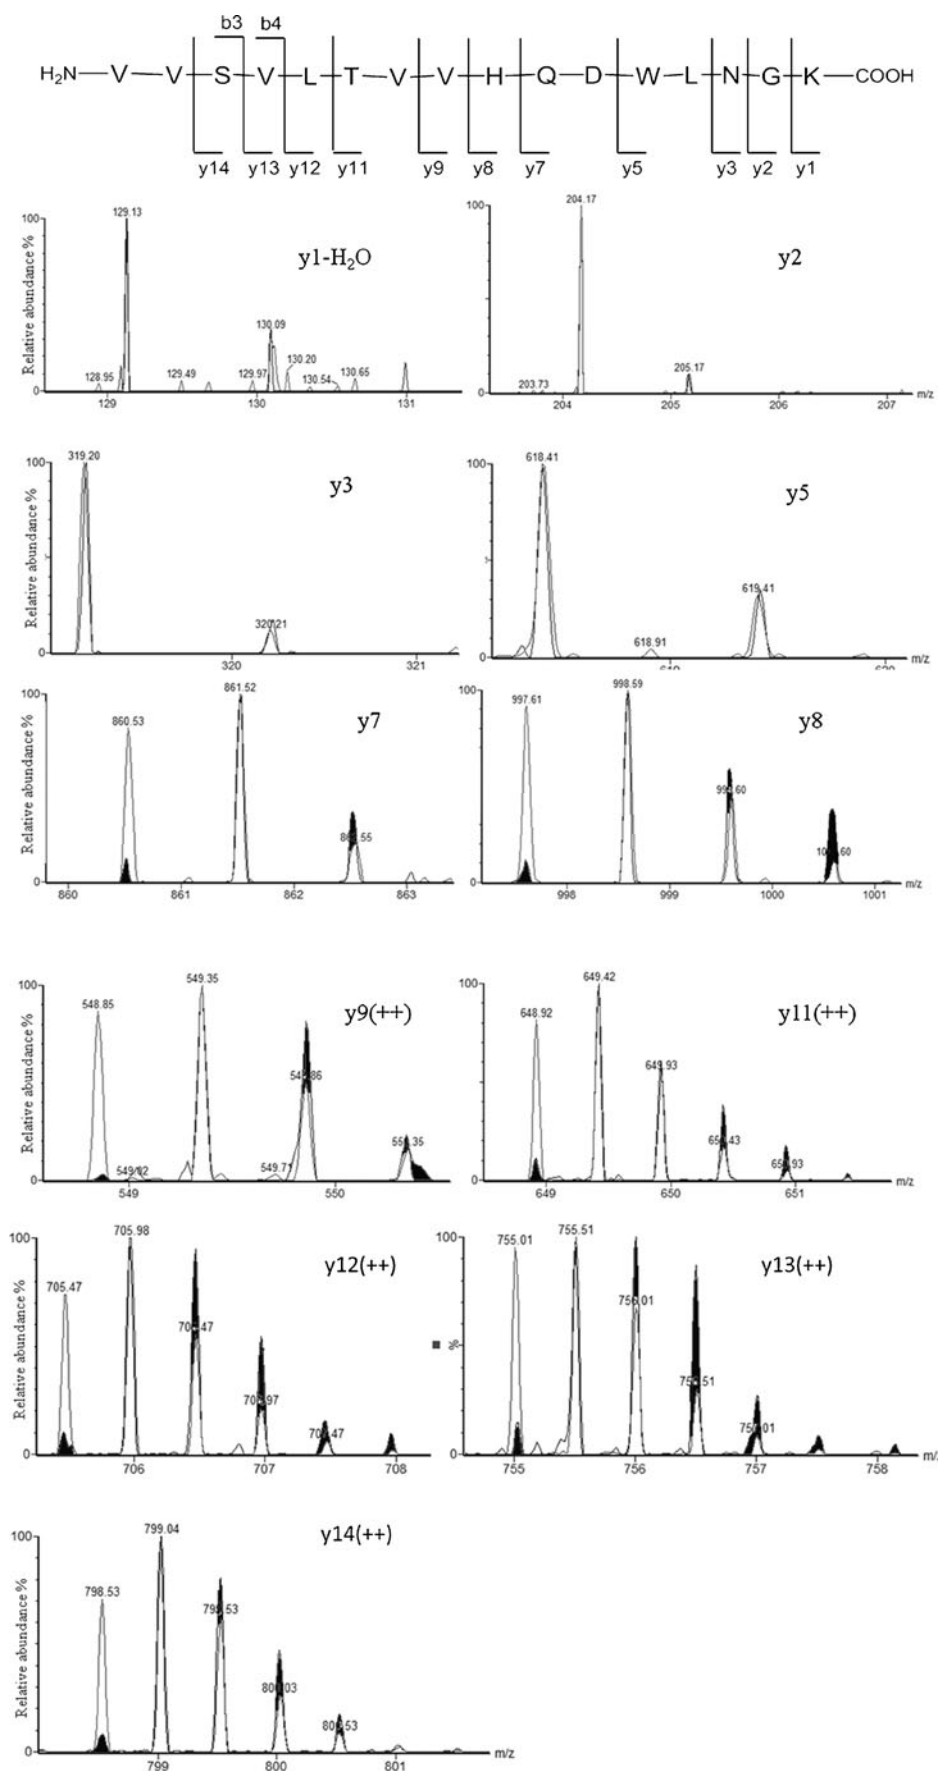 b3 b4
H₂N V V S V L T V V H Q D W L N G K COOH
y14 y13 y12 y11 y9 y8 y7 y5 y3 y2 y1
Relative abundance %
100
0
129.13
y1-H₂O
128.95
129.49
129.97
130.09
130.20
130.54
130.65
129 130 131
100
0
204.17
y2
203.73
205.17
204 205 206 207 m/z
Relative abundance %
100
0
319.20
y3
320.21
320 321
100
0
618.41
y5
618.91
619.41
m/z
Relative abundance %
100
0
860.53
861.52
y7
860 861 862 863
100
0
997.61
998.59
y8
998 999 1000 1001 m/z
Relative abundance %
100
0
548.85
549.35
y9(++)
549.71
549 550
100
0
648.92
649.42
y11(++)
649.93
649 650 651 m/z
Relative abundance %
100
0
705.47
705.98
y12(++)
706 707 708 m/z
%
100
0
755.01
755.51
y13(++)
756.01
755 756 757 758 m/z
Relative abundance %
100
0
798.53
799.04
y14(++)
799 800 801 m/z